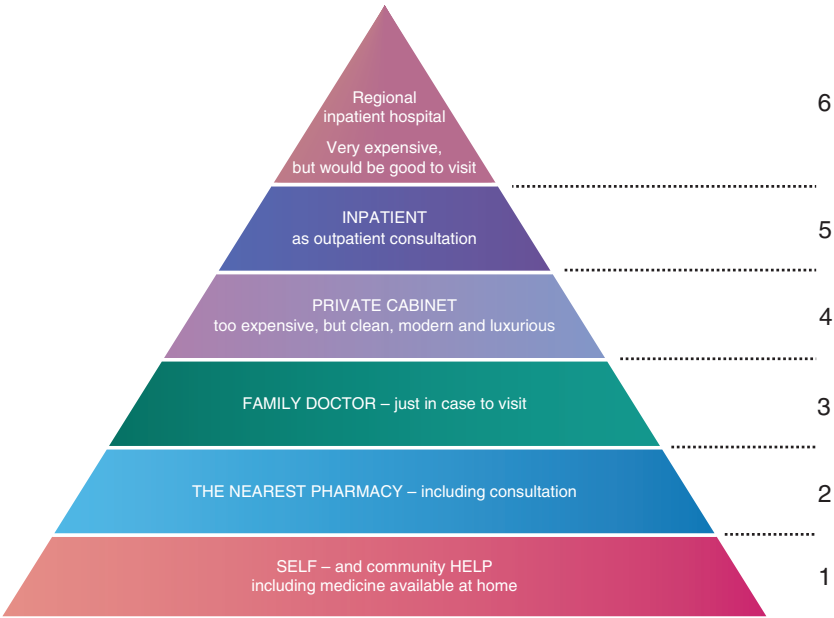 Regional
inpatient hospital
Very expensive,
but would be good to visit
6
INPATIENT
as outpatient consultation
5
PRIVATE CABINET
too expensive, but clean, modern and luxurious
4
FAMILY DOCTOR – just in case to visit
3
THE NEAREST PHARMACY – including consultation
2
SELF – and community HELP
including medicine available at home
1